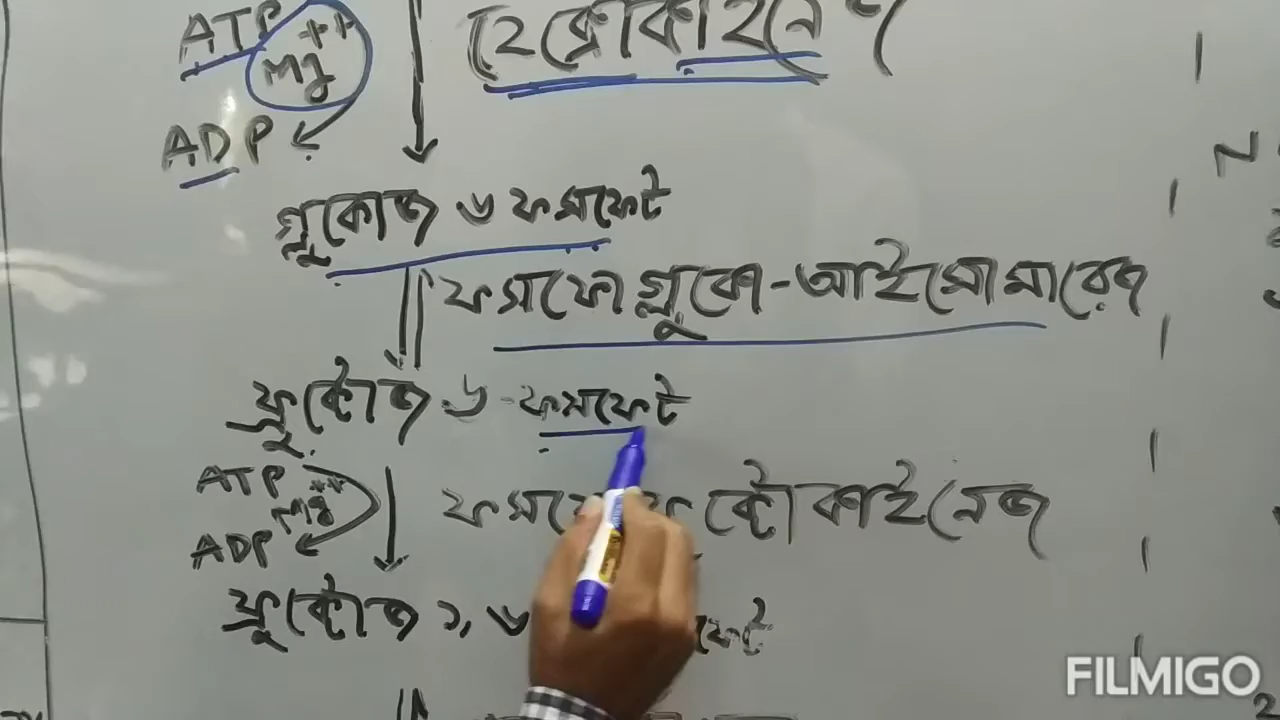 ATP Mg++ হেক্সোকাইনেজ
ADP
গ্লুকোজ ৬ ফসফেট
ফসফোগ্লুকো-আইসোমারেজ
ফ্রুক্টোজ ৬-ফসফেট
ATP
Mg++
ADP
ক্টোকাইনেজ
ফ্রুক্টোজ ১,৬
FILMIGO